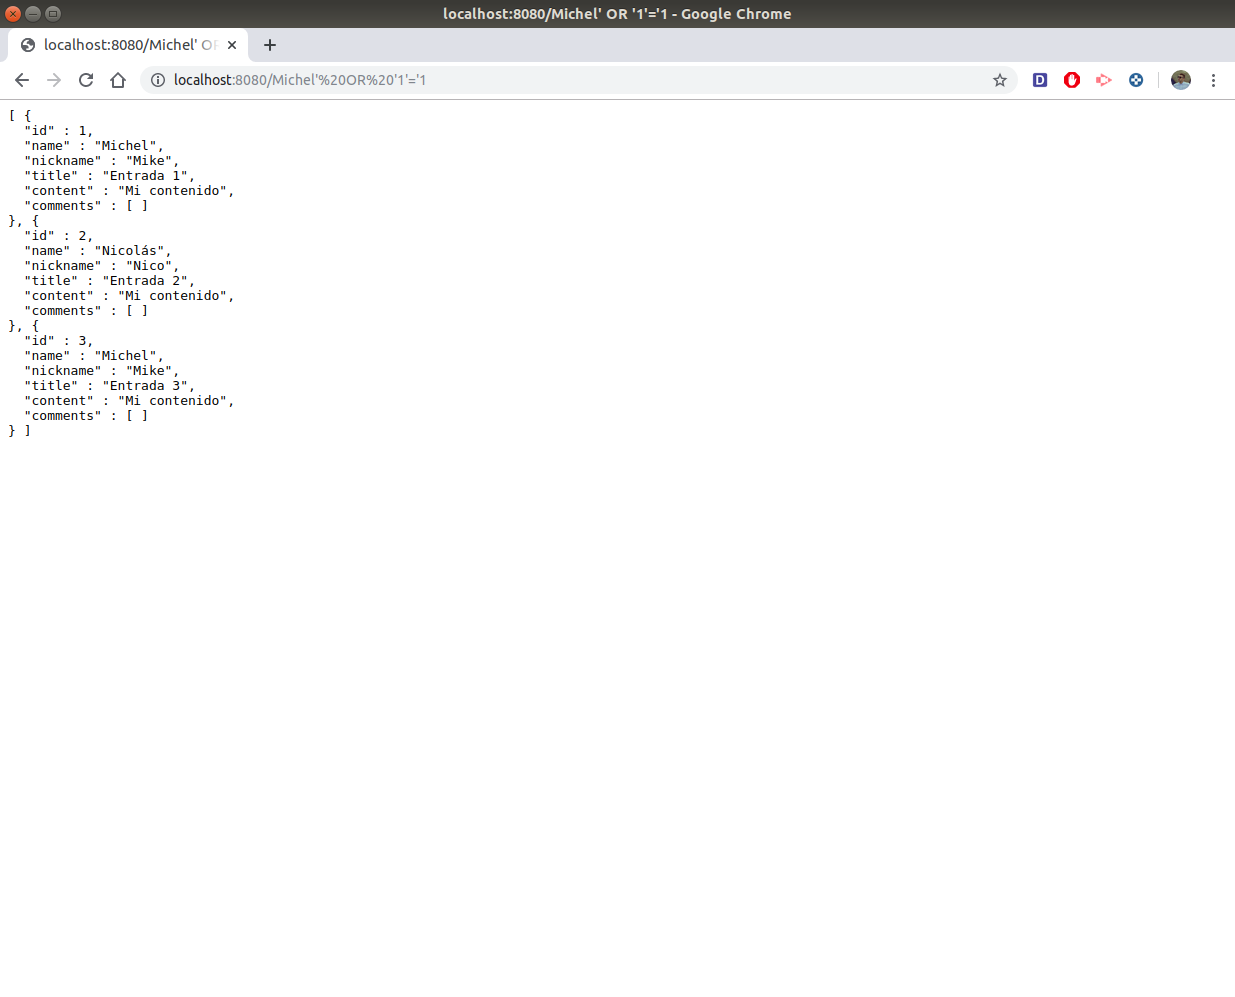 localhost:8080/Michel' OR '1'='1 - Google Chrome
localhost:8080/Michel' OR
localhost:8080/Michel'%20OR%20'1'='1
D
[ {
  "id" : 1,
  "name" : "Michel",
  "nickname" : "Mike",
  "title" : "Entrada 1",
  "content" : "Mi contenido",
  "comments" : [ ]
}, {
  "id" : 2,
  "name" : "Nicolás",
  "nickname" : "Nico",
  "title" : "Entrada 2",
  "content" : "Mi contenido",
  "comments" : [ ]
}, {
  "id" : 3,
  "name" : "Michel",
  "nickname" : "Mike",
  "title" : "Entrada 3",
  "content" : "Mi contenido",
  "comments" : [ ]
} ]